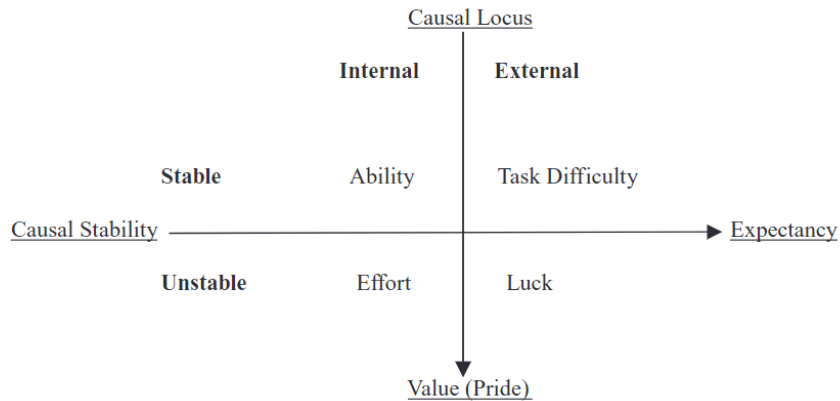 Causal Locus
Internal External
Stable Ability Task Difficulty
Causal Stability Expectancy
Unstable Effort Luck
Value (Pride)